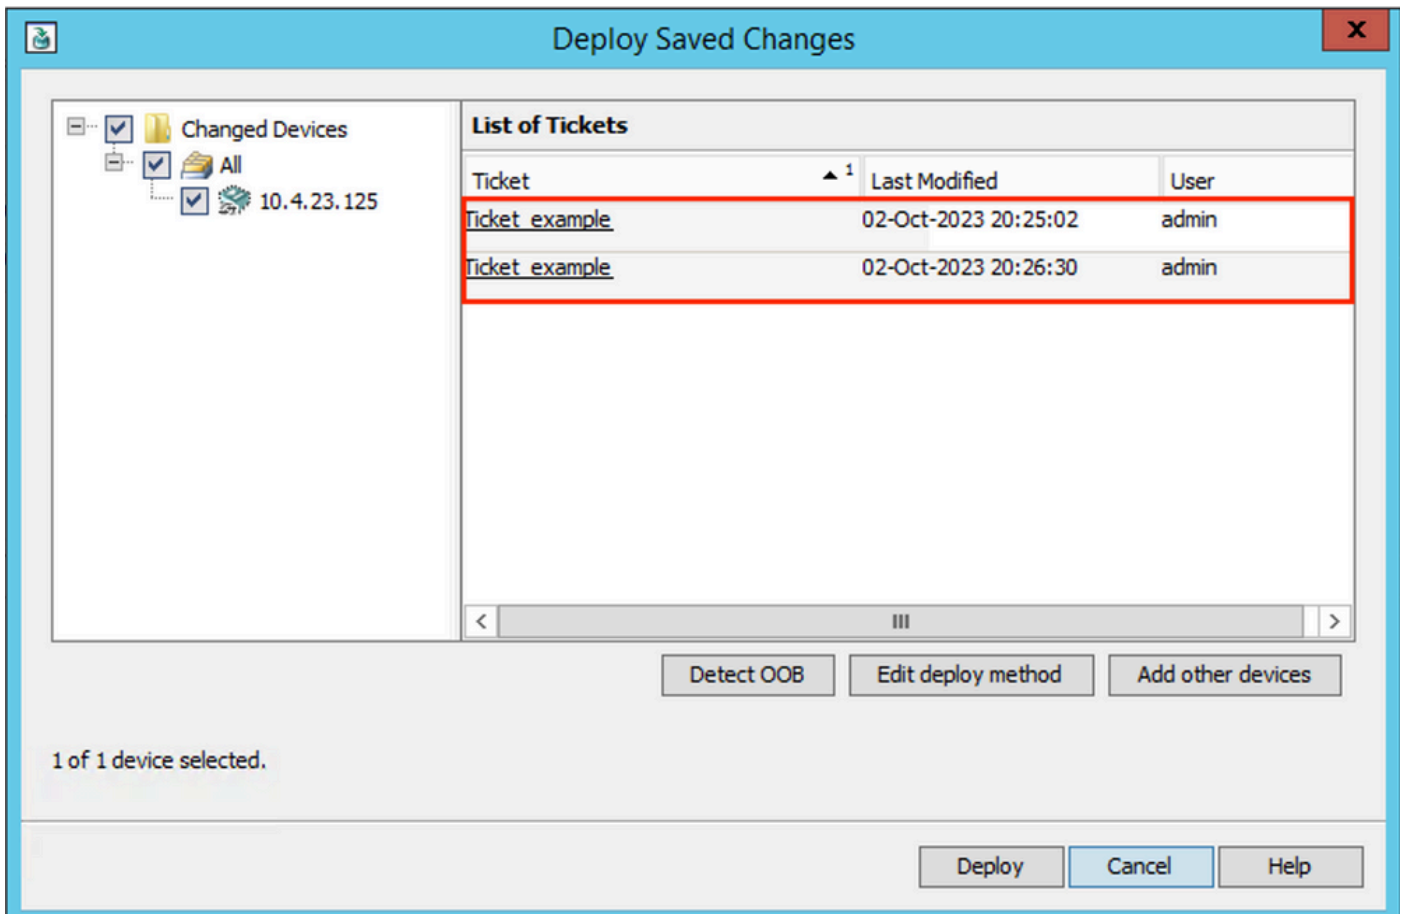 Deploy Saved Changes
X
Changed Devices
All
10.4.23.125
List of Tickets
Ticket 1 Last Modified User
Ticket_example 02-Oct-2023 20:25:02 admin
Ticket_example 02-Oct-2023 20:26:30 admin
Detect OOB Edit deploy method Add other devices
1 of 1 device selected.
Deploy Cancel Help